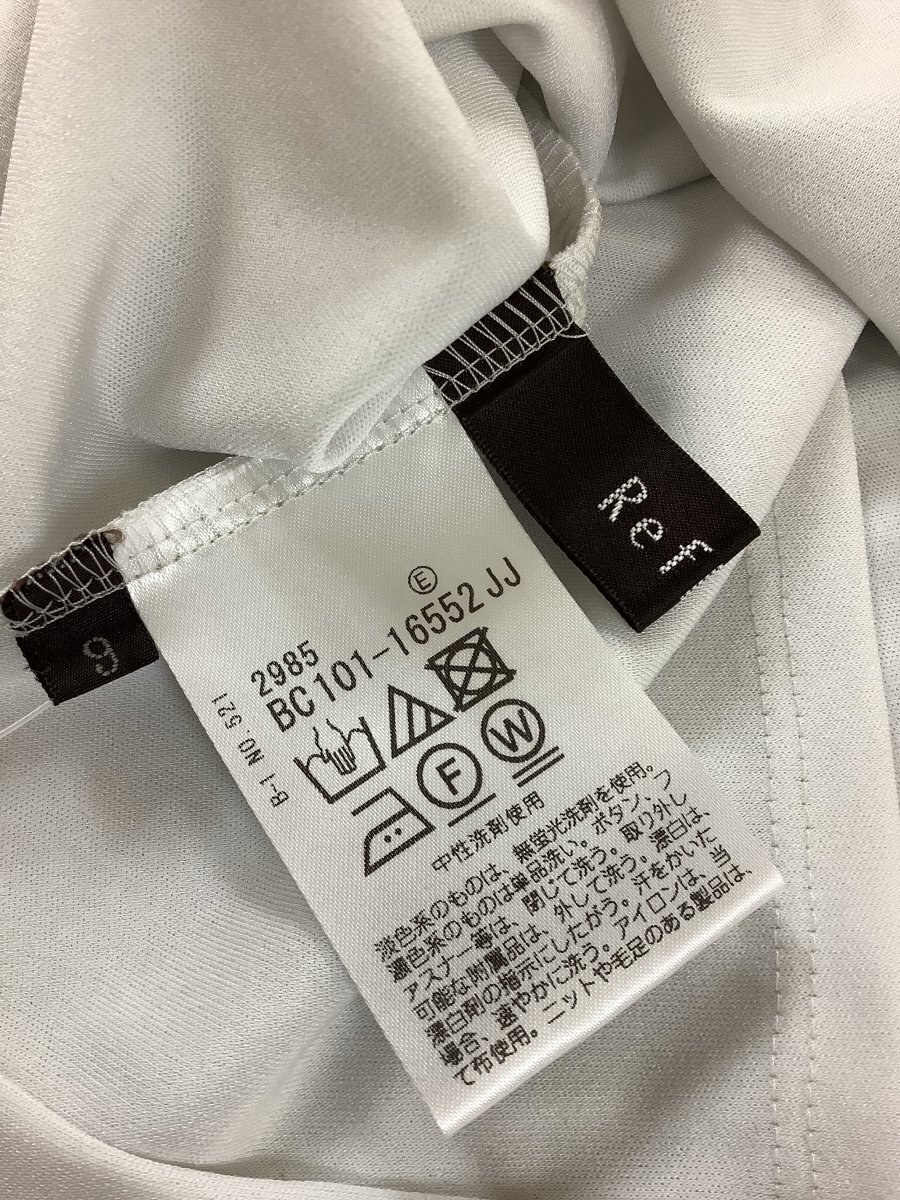 Ref
9
Ⓔ
2985
BC101-16552JJ
R-1 NO.521
F
W
中性洗剤使用
淡色系のものは、無蛍光洗剤を使用。
濃色系のものは単品洗い。ボタン、フ
ァスナー等は、閉じて洗う。取り外し
可能な附属品は、外して洗う。漂白は、
漂白剤の指示にしたがう。汗をかいた
場合、速やかに洗う。アイロンは、当
て布使用。ニットや毛足のある製品は、